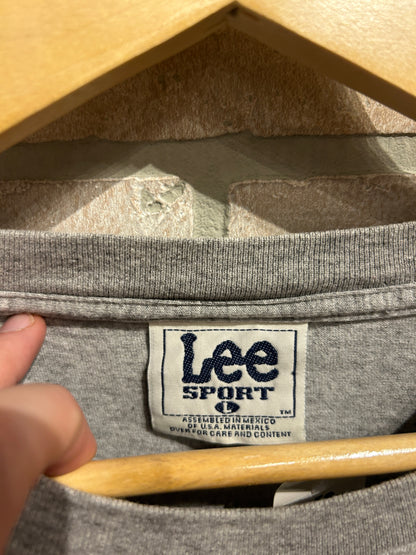 Lee
SPORT
L
TM
ASSEMBLED IN MEXICO
OF U.S.A. MATERIALS
OVER FOR CARE AND CONTENT